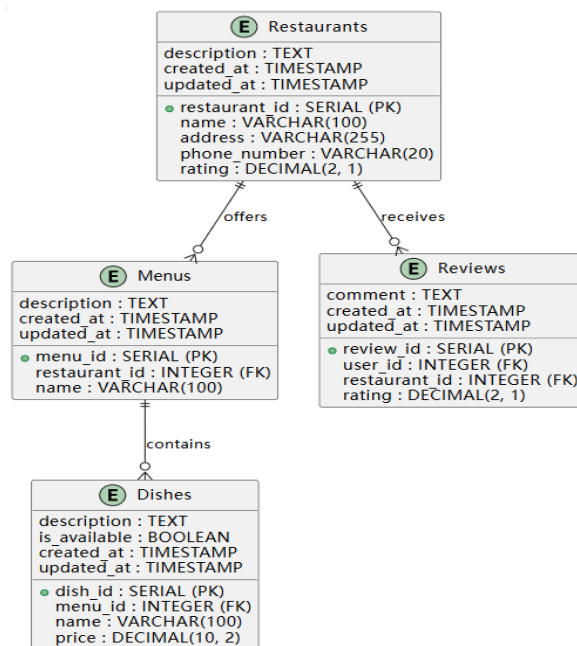 E Restaurants
description : TEXT
created_at : TIMESTAMP
updated_at : TIMESTAMP
restaurant_id : SERIAL (PK)
name : VARCHAR(100)
address : VARCHAR(255)
phone_number : VARCHAR(20)
rating : DECIMAL(2, 1)
offers
receives
E Menus
description : TEXT
created_at : TIMESTAMP
updated_at : TIMESTAMP
menu_id : SERIAL (PK)
restaurant_id : INTEGER (FK)
name : VARCHAR(100)
E Reviews
comment : TEXT
created_at : TIMESTAMP
updated_at : TIMESTAMP
review_id : SERIAL (PK)
user_id : INTEGER (FK)
restaurant_id : INTEGER (FK)
rating : DECIMAL(2, 1)
contains
E Dishes
description : TEXT
is_available : BOOLEAN
created_at : TIMESTAMP
updated_at : TIMESTAMP
dish_id : SERIAL (PK)
menu_id : INTEGER (FK)
name : VARCHAR(100)
price : DECIMAL(10, 2)